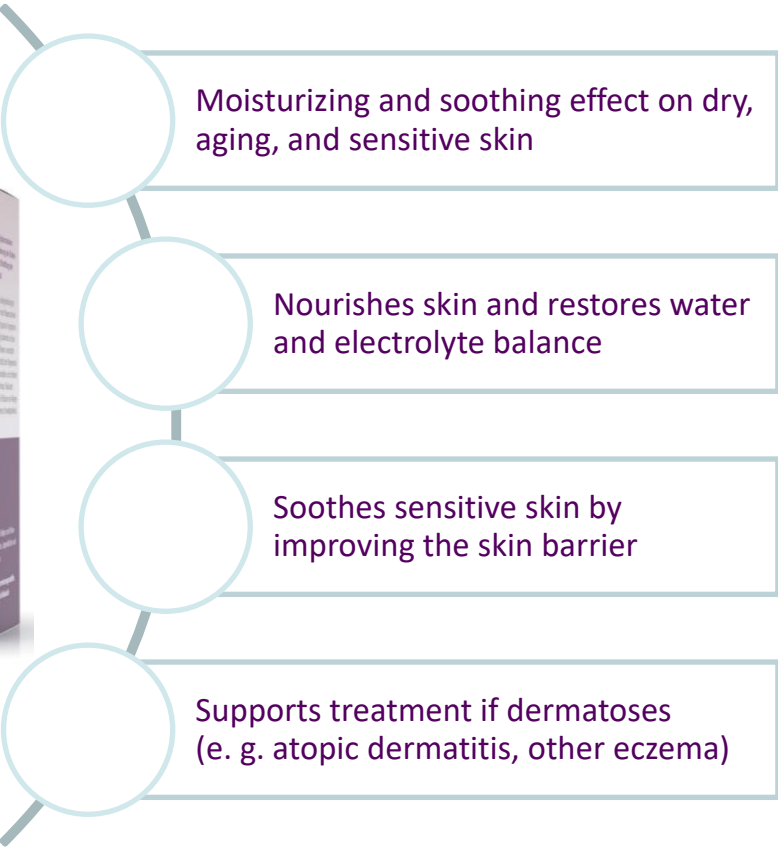 Moisturizing and soothing effect on dry,
aging, and sensitive skin
Nourishes skin and restores water
and electrolyte balance
Soothes sensitive skin by
improving the skin barrier
Supports treatment if dermatoses
(e. g. atopic dermatitis, other eczema)